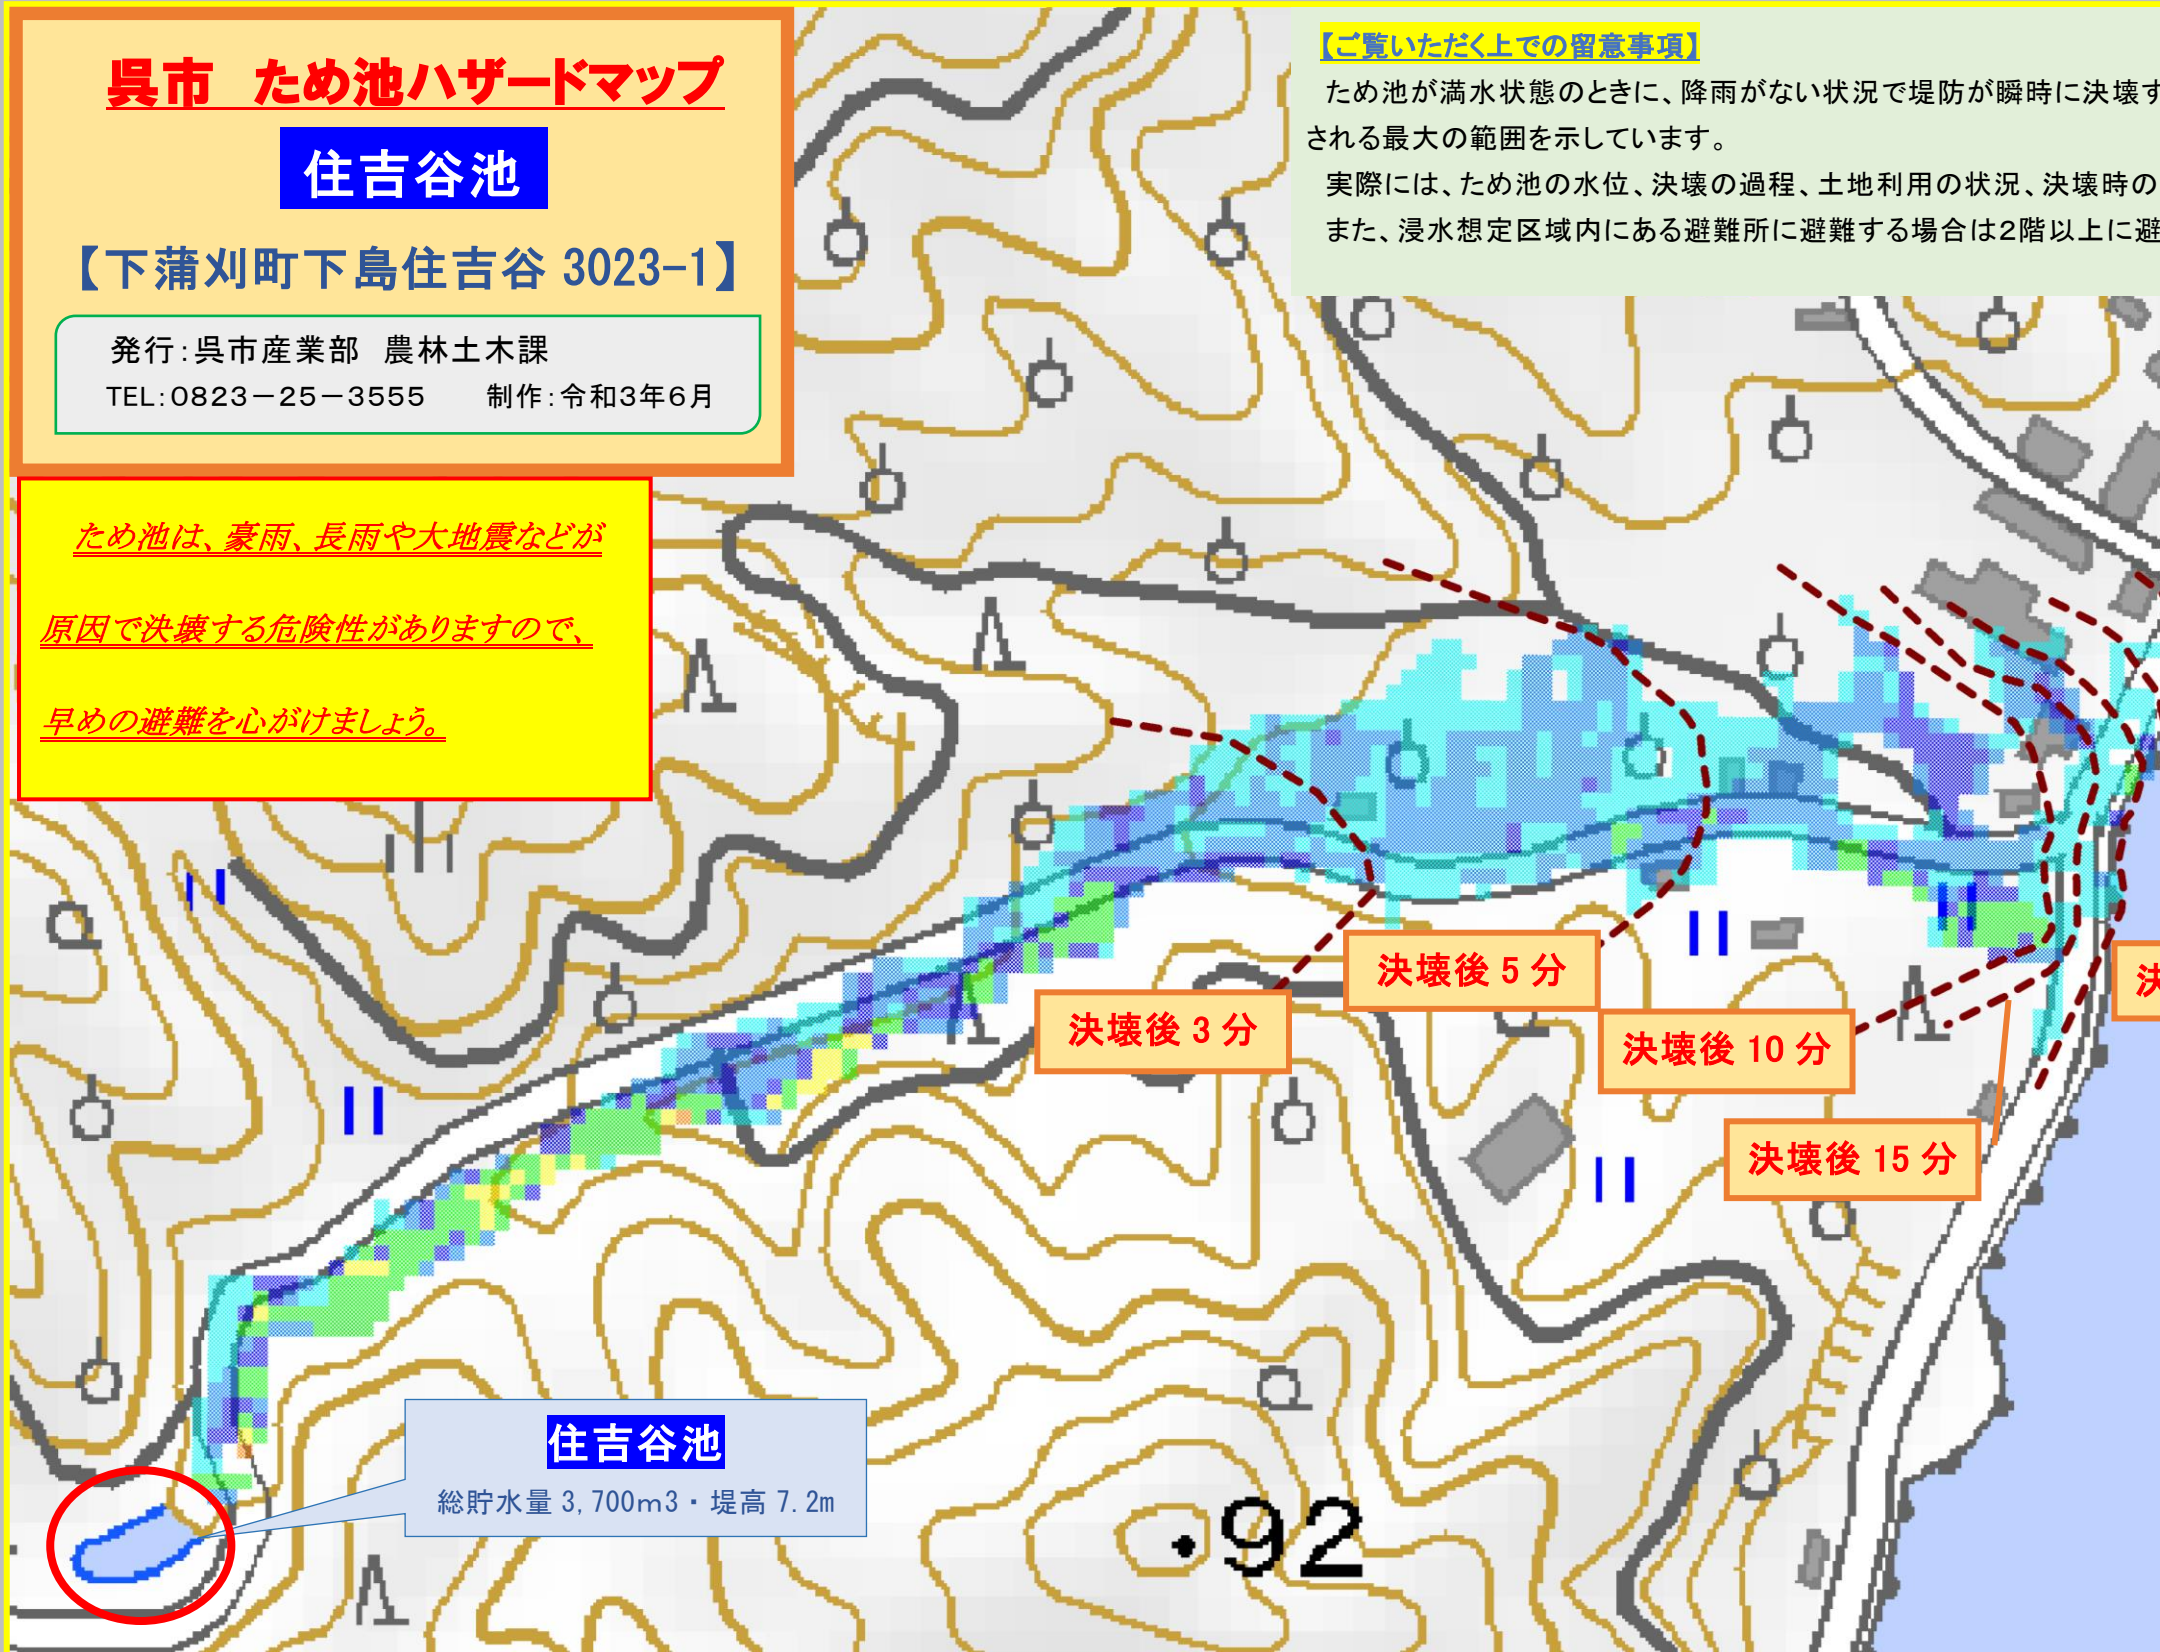 呉市　ため池ハザードマップ
住吉谷池
【下蒲刈町下島住吉谷 3023-1】
発行：呉市産業部　農林土木課
TEL：0823－25－3555　制作：令和3年6月
ため池は、豪雨、長雨や大地震などが
原因で決壊する危険性がありますので、
早めの避難を心がけましょう。
【ご覧いただく上での留意事項】
ため池が満水状態のときに、降雨がない状況で堤防が瞬時に決壊す
される最大の範囲を示しています。
実際には、ため池の水位、決壊の過程、土地利用の状況、決壊時の
また、浸水想定区域内にある避難所に避難する場合は2階以上に避
決壊後 3 分
決壊後 5 分
決壊後 10 分
決壊後 15 分
決
住吉谷池
総貯水量 3,700m3・堤高 7.2m
92